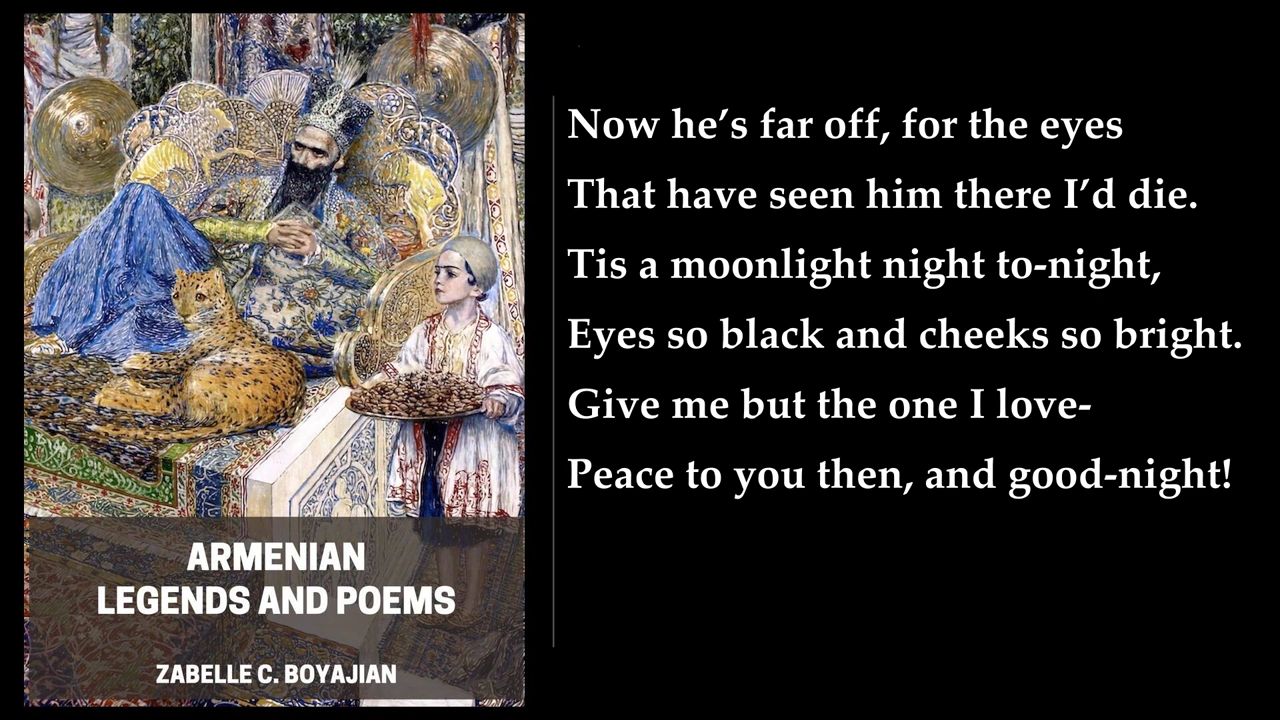 ARMENIAN
LEGENDS AND POEMS
ZABELLE C. BOYAJIAN
Now he’s far off, for the eyes
That have seen him there I’d die.
Tis a moonlight night to-night,
Eyes so black and cheeks so bright.
Give me but the one I love-
Peace to you then, and good-night!